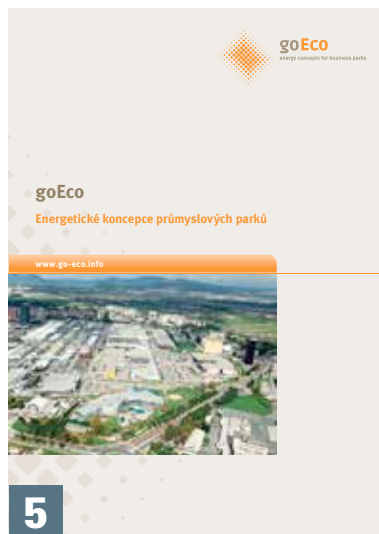 goEco
energy concepts for business parks
goEco
Energetické koncepce průmyslových parků
www.go-eco.info
5